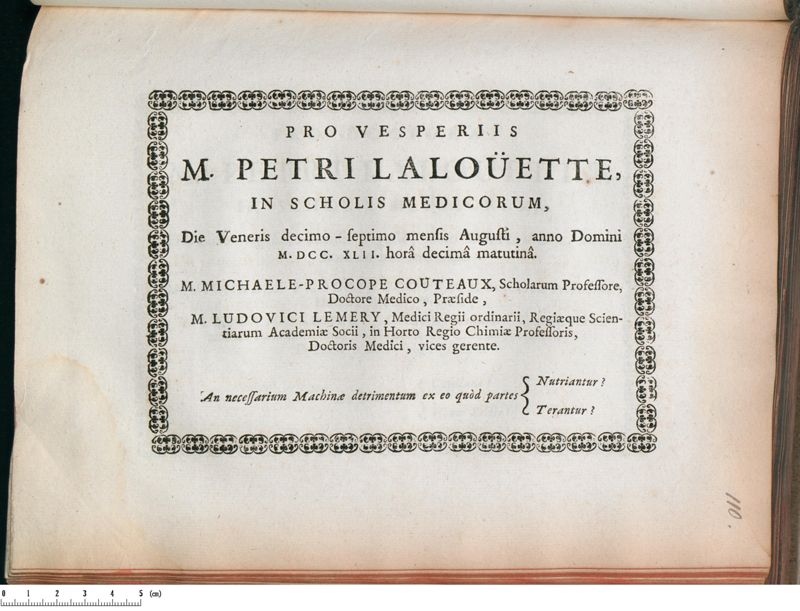 PRO VESPERIIS
M. PETRI LALOÜETTE,
IN SCHOLIS MEDICORUM,
Die Veneris decimo-septimo mensis Augusti, anno Domini
M. DCC. XLII. horâ decimâ matutinâ.
M. MICHAELE-PROCOPE COUTEAUX, Scholarum Professore,
Doctore Medico, Præside,
M. LUDOVICI LEMERY, Medici Regii ordinarii, Regiæque Scien-
tiarum Academiæ Socii, in Horto Regio Chimiæ Professoris,
Doctoris Medici, vices gerente.
An necessarium Machinæ detrimentum ex eo quòd partes { Nutriantur?
Terantur?
110.
0 1 2 3 4 5 (cm)